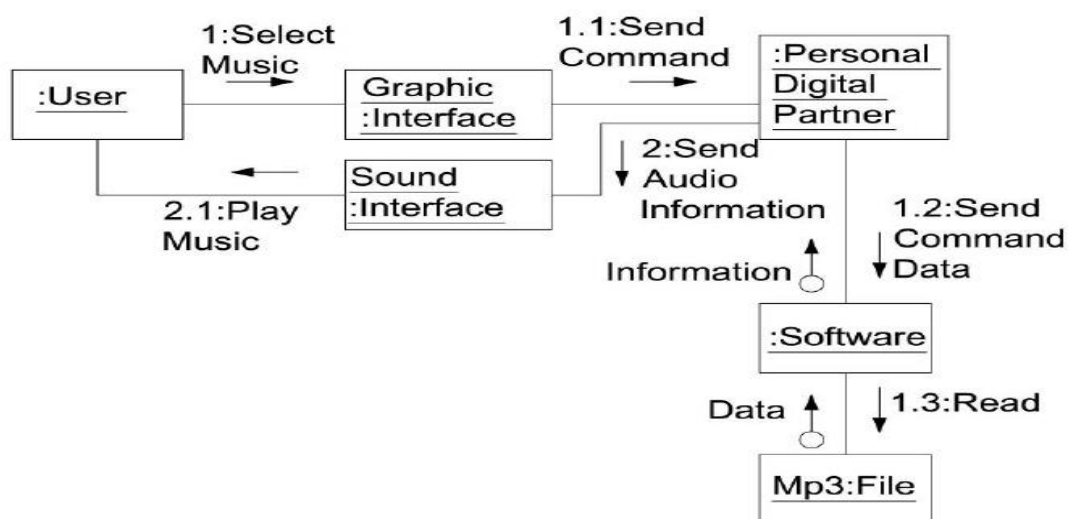 1:Select
Music
1.1:Send
Command
:User
Graphic
:Interface
:Personal
Digital
Partner
2.1:Play
Music
Sound
:Interface
2:Send
Audio
Information
1.2:Send
Command
Data
Information
:Software
Data
1.3:Read
Mp3:File